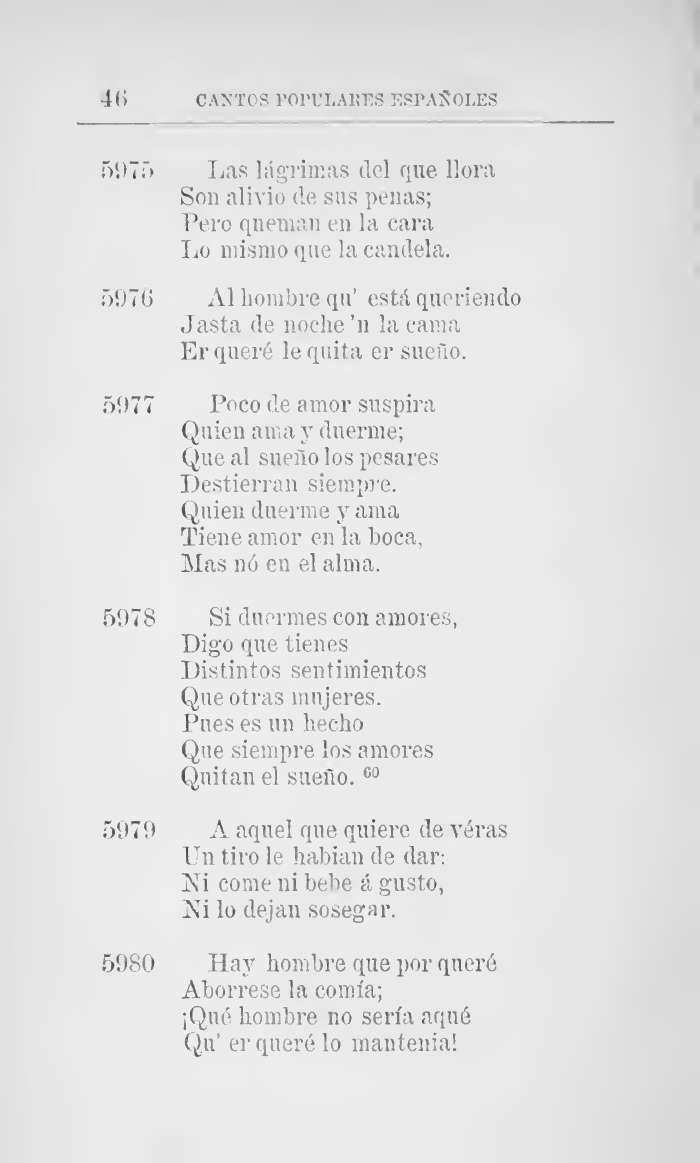 46 CANTOS POPULARES ESPAÑOLES
5975 Las lágrimas del que llora
Son alivio de sus penas;
Pero queman en la cara
Lo mismo que la candela.
5976 Al hombre qu' está queriendo
Jasta de noche 'n la cama
Er queré le quita er sueño.
5977 Poco de amor suspira
Quien ama y duerme;
Que al sueño los pesares
Destierran siempre.
Quien duerme y ama
Tiene amor en la boca,
Mas nó en el alma.
5978 Si duermes con amores,
Digo que tienes
Distintos sentimientos
Que otras mujeres.
Pues es un hecho
Que siempre los amores
Quitan el sueño. 60
5979 A aquel que quiere de véras
Un tiro le habian de dar:
Ni come ni bebe á gusto,
Ni lo dejan sosegar.
5980 Hay hombre que por queré
Aborrese la comía;
¡Qué hombre no sería aqué
Qu' er queré lo mantenia!